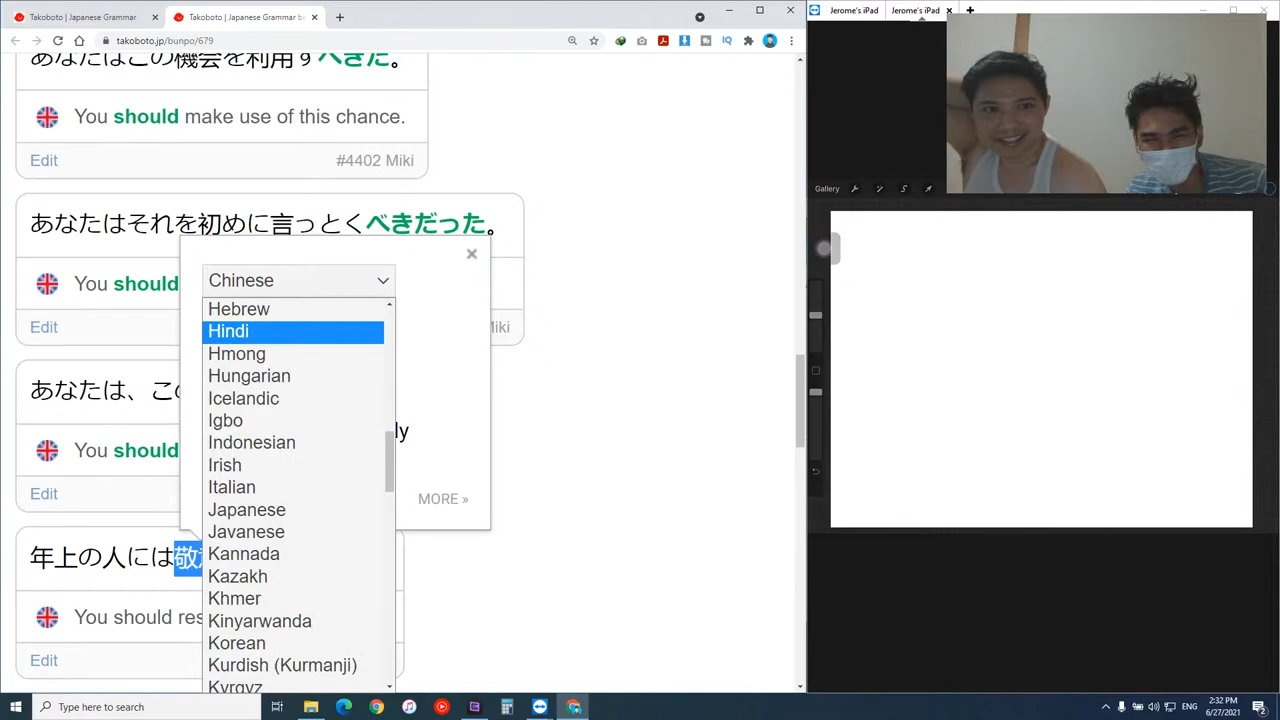 Takoboto | Japanese Grammar
Takoboto | Japanese Grammar be
Jerome's iPad
Jerome's iPad
takoboto.jp/bunpo/679
IQ
あなたはこの機会を利用すべきだ。
You should make use of this chance.
Edit
#4402 Miki
あなたはそれを初めに言っとくべきだった。
You should
Edit
Miki
Chinese
Hebrew
Hindi
Hmong
Hungarian
Icelandic
Igbo
Indonesian
Irish
Italian
Japanese
Javanese
Kannada
Kazakh
Khmer
Kinyarwanda
Korean
Kurdish (Kurmanji)
Kyrgyz
あなたは、こ
You should
ly
Edit
MORE »
年上の人には敬
You should res
Edit
Gallery
Type here to search
ENG
2:32 PM
6/27/2021
2